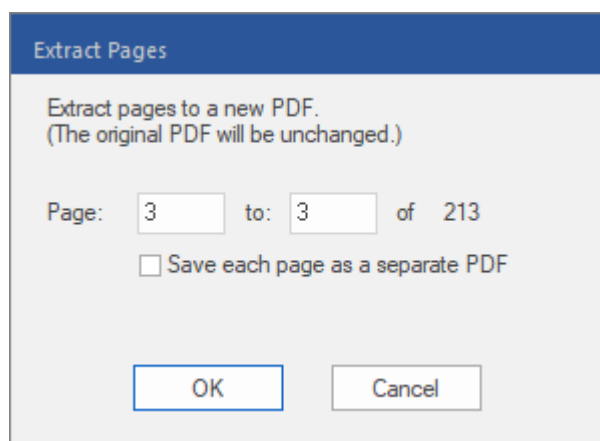 Extract Pages
Extract pages to a new PDF.
(The original PDF will be unchanged.)
Page: 3 to: 3 of 213
Save each page as a separate PDF
OK Cancel